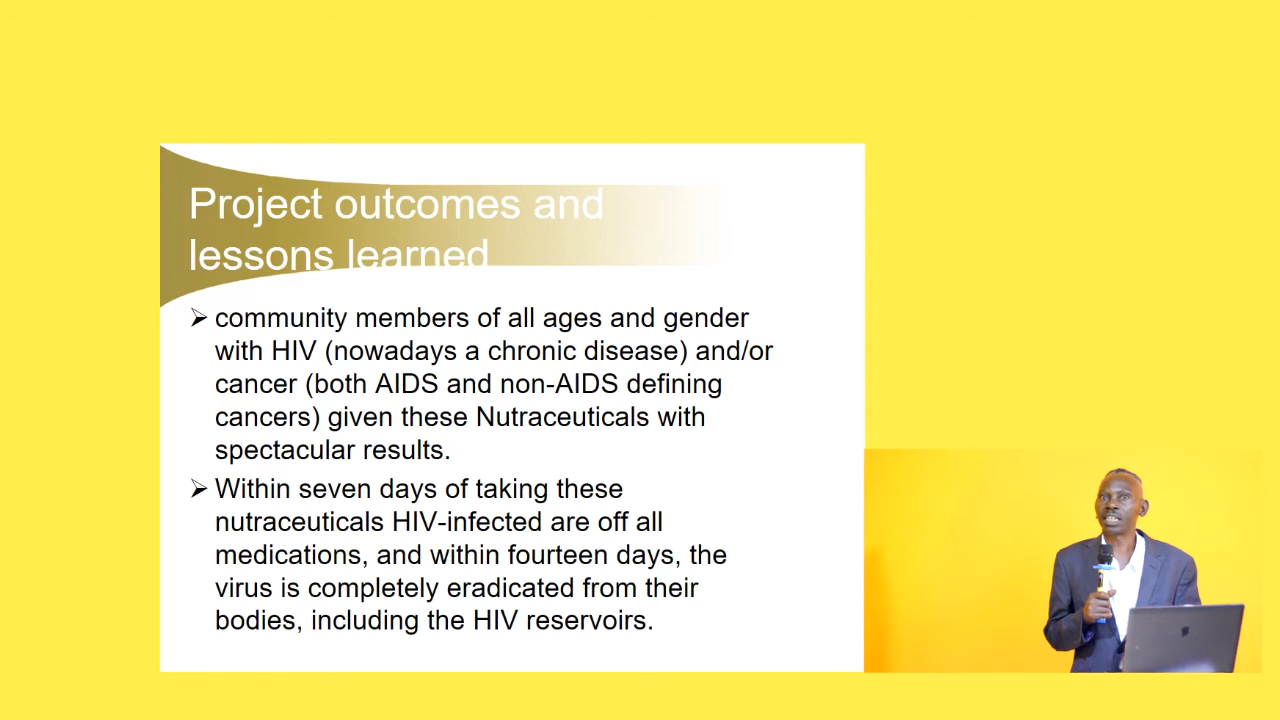 Project outcomes and
lessons learned
➢ community members of all ages and gender
with HIV (nowadays a chronic disease) and/or
cancer (both AIDS and non-AIDS defining
cancers) given these Nutraceuticals with
spectacular results.
➢ Within seven days of taking these
nutraceuticals HIV-infected are off all
medications, and within fourteen days, the
virus is completely eradicated from their
bodies, including the HIV reservoirs.